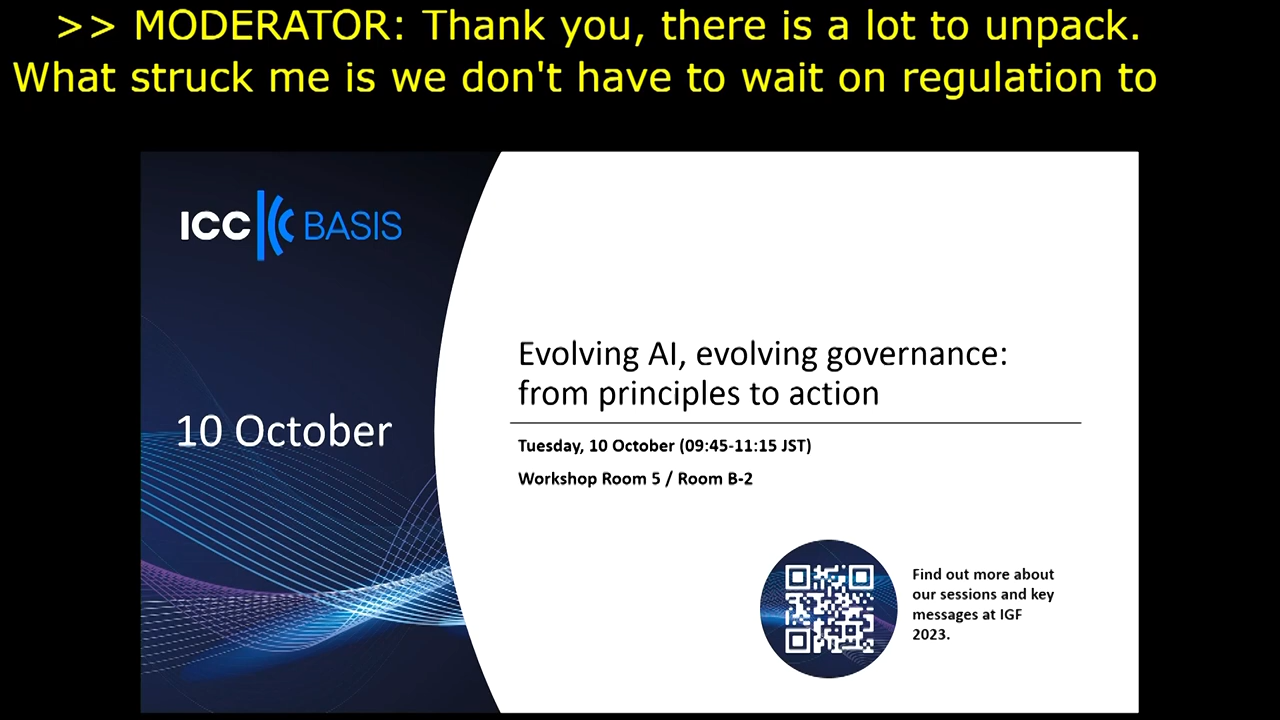 >> MODERATOR: Thank you, there is a lot to unpack.
What struck me is we don't have to wait on regulation to
ICC BASIS
10 October
Evolving AI, evolving governance:
from principles to action
Tuesday, 10 October (09:45-11:15 JST)
Workshop Room 5 / Room B-2
Find out more about
our sessions and key
messages at IGF
2023.